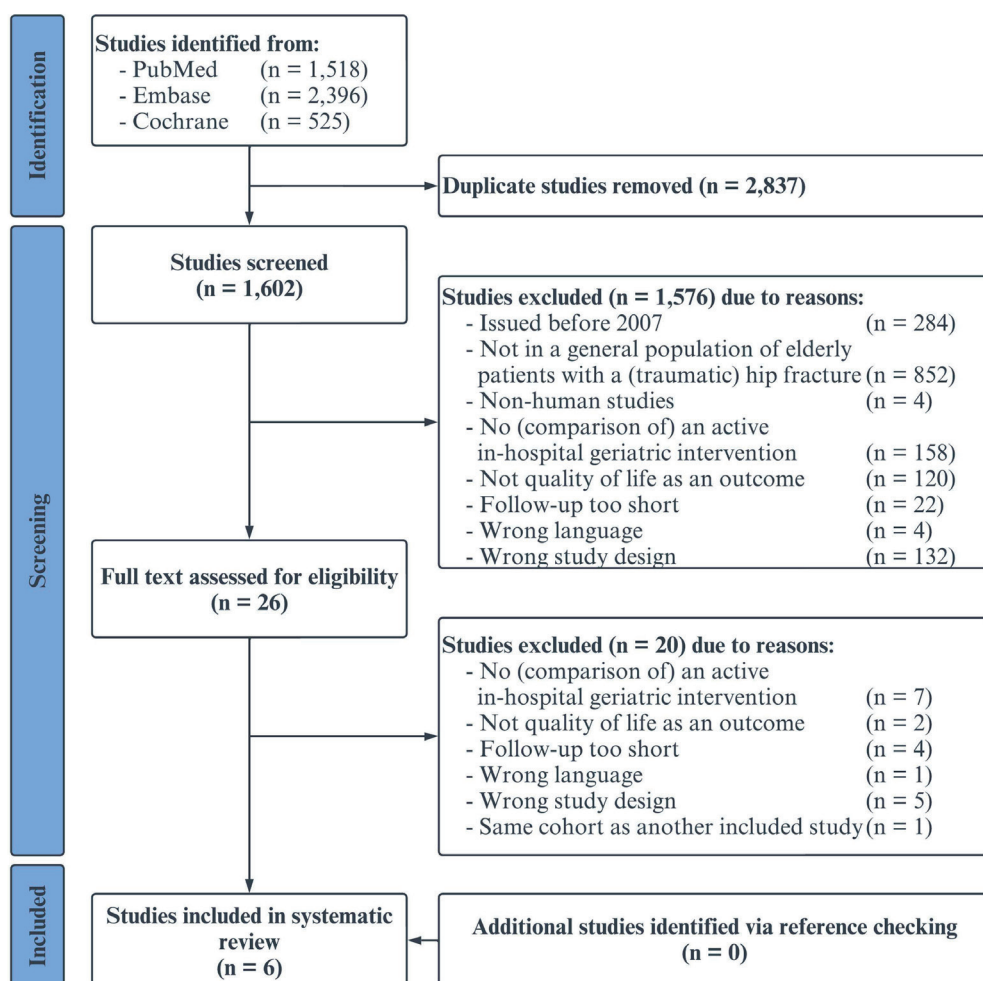 Identification
Studies identified from:
- PubMed (n = 1,518)
- Embase (n = 2,396)
- Cochrane (n = 525)
Duplicate studies removed (n = 2,837)
Screening
Studies screened
(n = 1,602)
Studies excluded (n = 1,576) due to reasons:
- Issued before 2007 (n = 284)
- Not in a general population of elderly
patients with a (traumatic) hip fracture (n = 852)
- Non-human studies (n = 4)
- No (comparison of) an active
in-hospital geriatric intervention (n = 158)
- Not quality of life as an outcome (n = 120)
- Follow-up too short (n = 22)
- Wrong language (n = 4)
- Wrong study design (n = 132)
Full text assessed for eligibility
(n = 26)
Studies excluded (n = 20) due to reasons:
- No (comparison of) an active
in-hospital geriatric intervention (n = 7)
- Not quality of life as an outcome (n = 2)
- Follow-up too short (n = 4)
- Wrong language (n = 1)
- Wrong study design (n = 5)
- Same cohort as another included study (n = 1)
Included
Studies included in systematic
review
(n = 6)
Additional studies identified via reference checking
(n = 0)